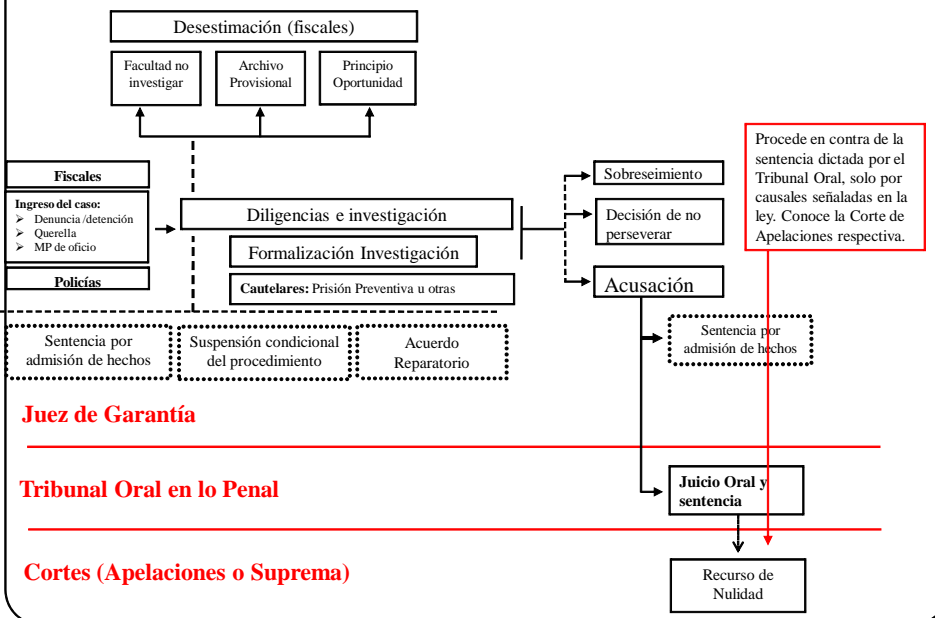 Desestimación (fiscales)
Facultad no
investigar
Archivo
Provisional
Principio
Oportunidad
Procede en contra de la
sentencia dictada por el
Tribunal Oral, solo por
causales señaladas en la
ley. Conoce la Corte de
Apelaciones respectiva.
Fiscales
Ingreso del caso:
➢ Denuncia /detención
➢ Querella
➢ MP de oficio
Policías
Diligencias e investigación
Formalización Investigación
Cautelares: Prisión Preventiva u otras
Sobreseimiento
Decisión de no
perseverar
Acusación
Sentencia por
admisión de hechos
Suspensión condicional
del procedimiento
Acuerdo
Reparatorio
Sentencia por
admisión de hechos
Juez de Garantía
Tribunal Oral en lo Penal
Juicio Oral y
sentencia
Cortes (Apelaciones o Suprema)
Recurso de
Nulidad